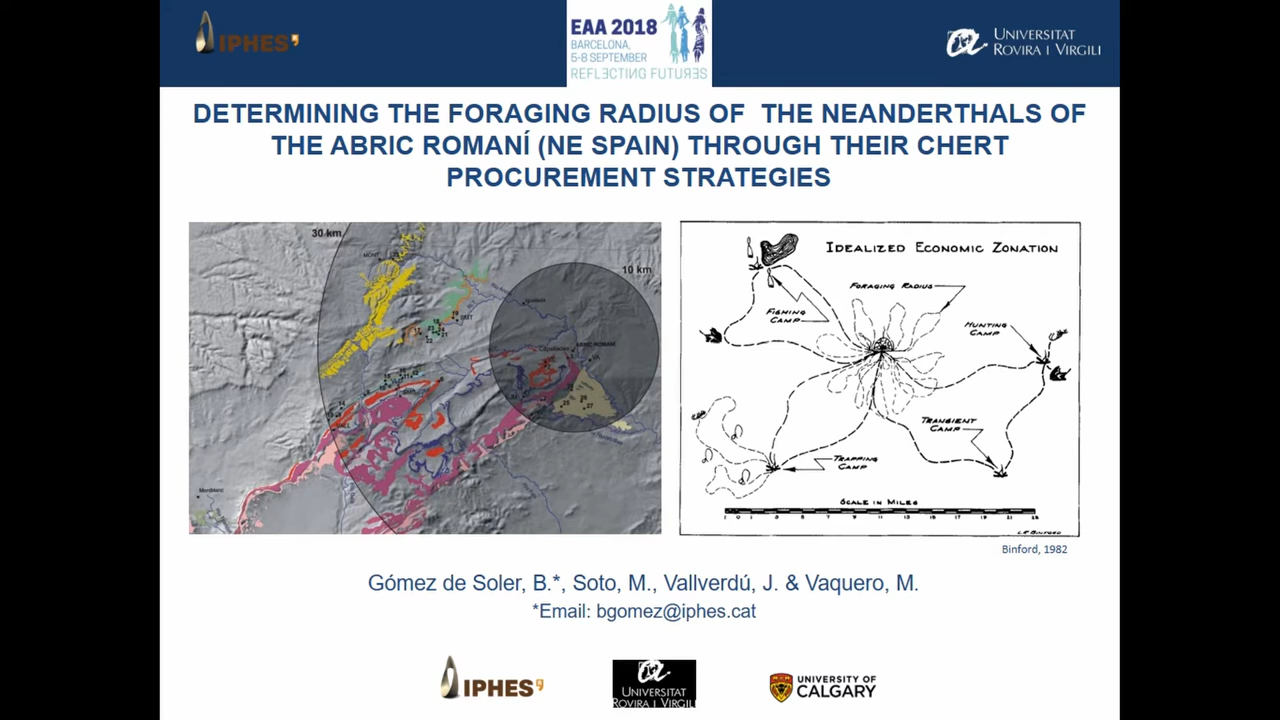 IPHES
EAA 2018
BARCELONA,
5-8 SEPTEMBER
REFLECTING FUTURES
UNIVERSITAT
ROVIRA I VIRGILI
DETERMINING THE FORAGING RADIUS OF THE NEANDERTHALS OF
THE ABRIC ROMANÍ (NE SPAIN) THROUGH THEIR CHERT
PROCUREMENT STRATEGIES
30 km
10 km
ABRIC ROMANÍ
Capellades
Montblanc
IDEALIZED ECONOMIC ZONATION
FORAGING RADIUS
FISHING
CAMP
HUNTING
CAMP
TRANSIENT
CAMP
TRAPPING
CAMP
SCALE IN MILES
L.R. BINFORD
Binford, 1982
Gómez de Soler, B.*, Soto, M., Vallverdú, J. & Vaquero, M.
*Email: bgomez@iphes.cat
IPHES
UNIVERSITAT
ROVIRA I VIRGILI
UNIVERSITY OF
CALGARY